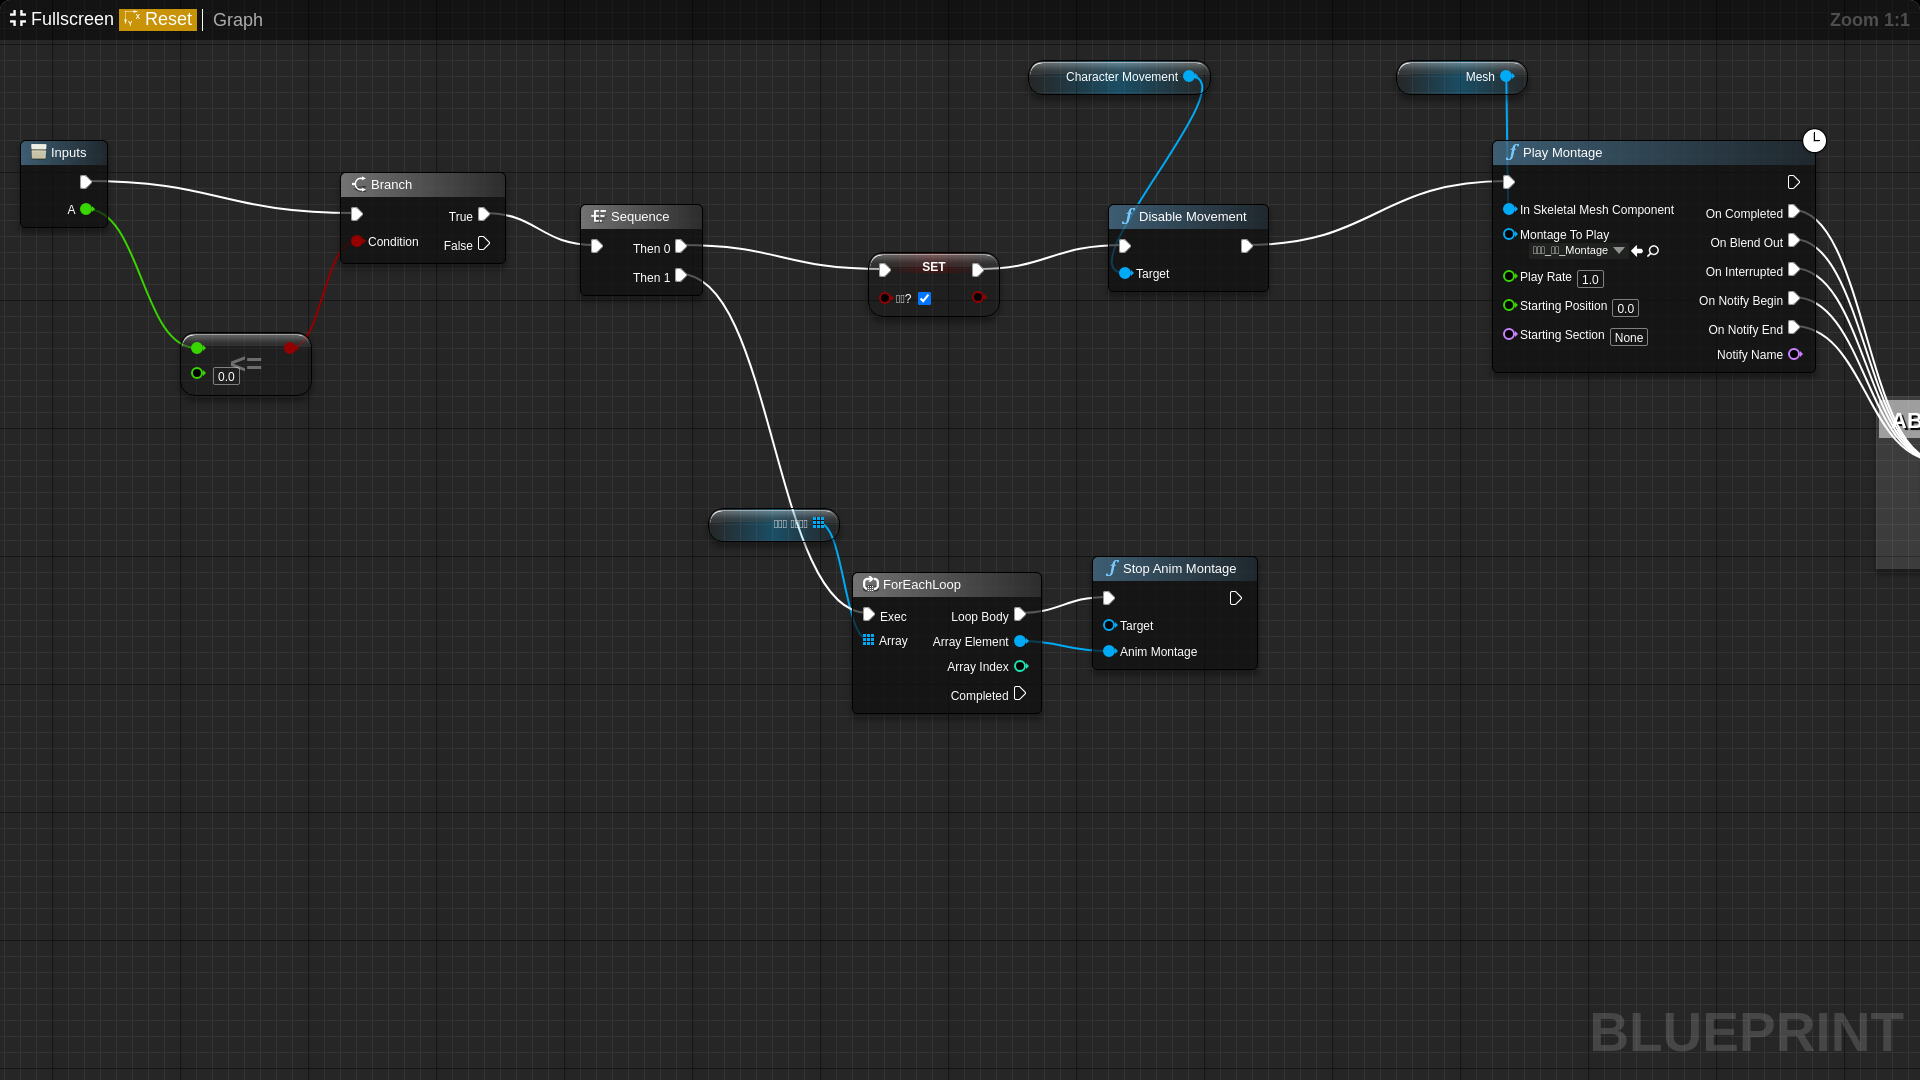 Fullscreen Reset Graph
Zoom 1:1
Character Movement
Mesh
Inputs
A
Branch
True
Condition
False
Sequence
Then 0
Then 1
<=
0.0
SET
?
Disable Movement
Target
Play Montage
In Skeletal Mesh Component
On Completed
Montage To Play
_Montage
On Blend Out
On Interrupted
Play Rate 1.0
On Notify Begin
Starting Position 0.0
On Notify End
Starting Section None
Notify Name
AB
ForEachLoop
Exec
Loop Body
Array
Array Element
Array Index
Completed
Stop Anim Montage
Target
Anim Montage
BLUEPRINT